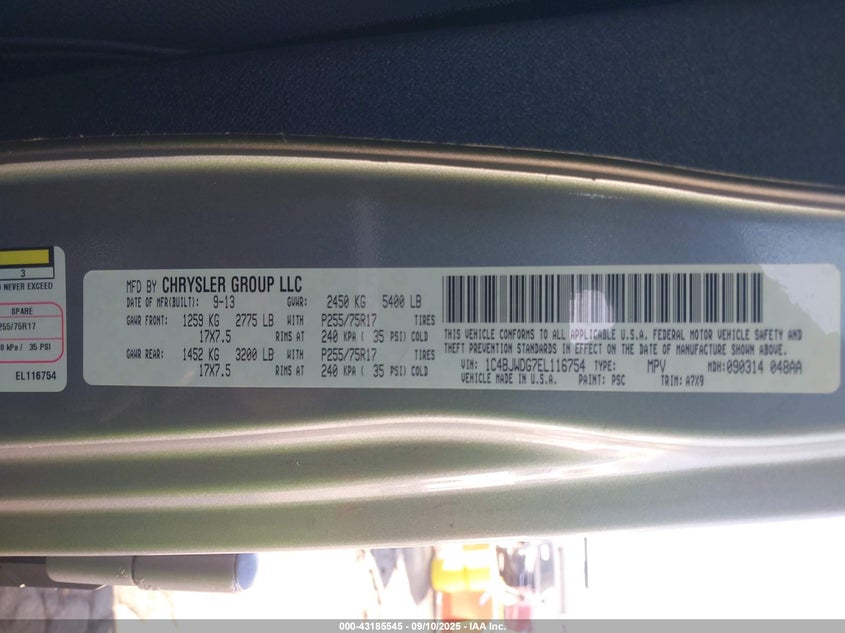 3
O NEVER EXCEED
SPARE
255/75R17
0 kPa / 35 PSI
EL116754
MFD BY CHRYSLER GROUP LLC
DATE OF MFR(BUILT): 9-13 GVWR: 2450 KG 5400 LB
GAWR FRONT: 1259 KG 2775 LB WITH P255/75R17 TIRES
17X7.5 RIMS AT 240 KPA ( 35 PSI) COLD
GAWR REAR: 1452 KG 3200 LB WITH P255/75R17 TIRES
17X7.5 RIMS AT 240 KPA ( 35 PSI) COLD
THIS VEHICLE CONFORMS TO ALL APPLICABLE U.S.A. FEDERAL MOTOR VEHICLE SAFETY AND
THEFT PREVENTION STANDARDS IN EFFECT ON THE DATE OF MANUFACTURE SHOWN ABOVE.
VIN: 1C4BJWDG7EL116754 TYPE: MPV MDH:090314 048AA
VEHICLE MADE IN U.S.A. PAINT: PSC TRIM: A7X9
000-43185545 - 09/10/2025 - IAA Inc.